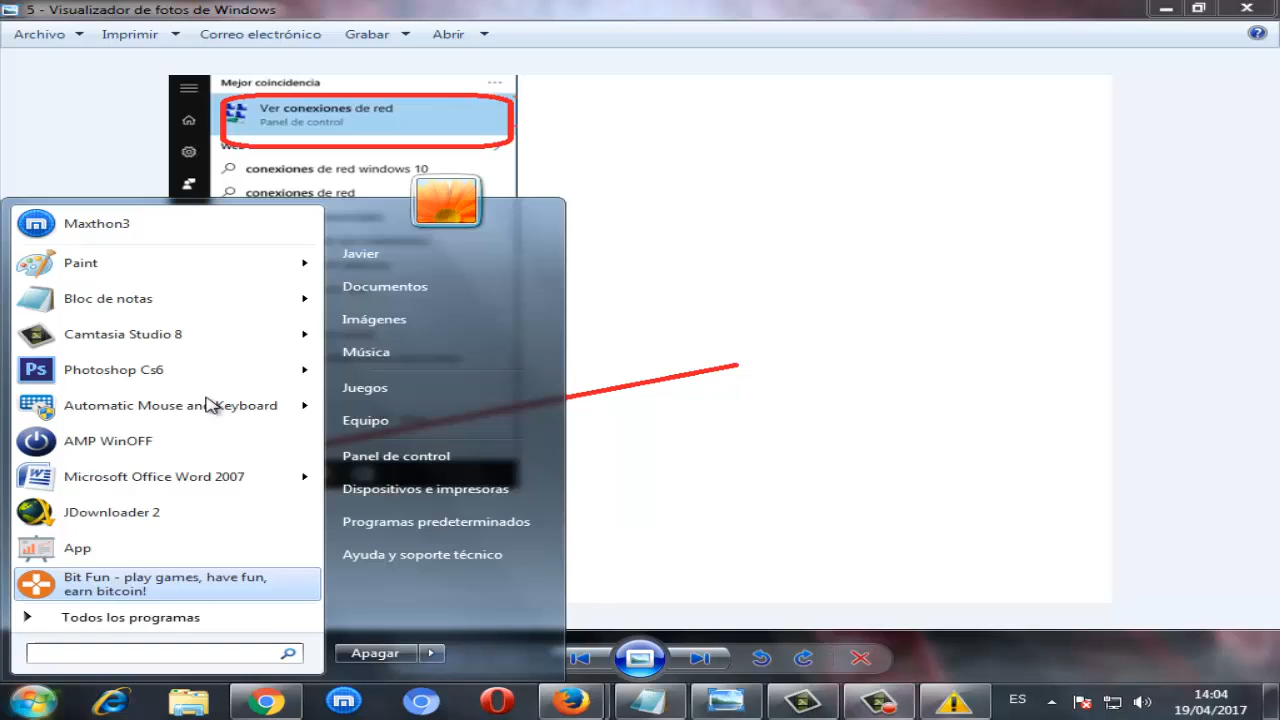 5 - Visualizador de fotos de Windows
Archivo Imprimir Correo electrónico Grabar Abrir
Mejor coincidencia
Ver conexiones de red
Panel de control
conexiones de red windows 10
conexiones de red
Maxthon3
Paint
Bloc de notas
Camtasia Studio 8
Ps Photoshop Cs6
Automatic Mouse and Keyboard
AMP WinOFF
Microsoft Office Word 2007
JDownloader 2
App
Bit Fun - play games, have fun,
earn bitcoin!
Todos los programas
Javier
Documentos
Imágenes
Música
Juegos
Equipo
Panel de control
Dispositivos e impresoras
Programas predeterminados
Ayuda y soporte técnico
Apagar
ES
14:04
19/04/2017